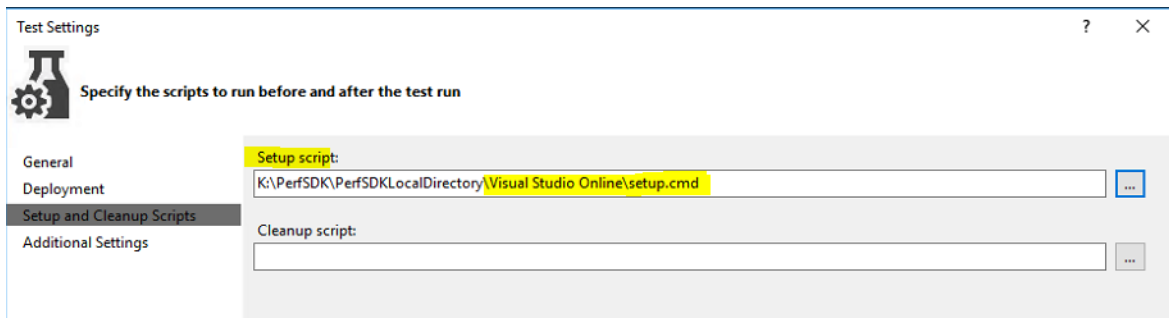 Test Settings
?
Specify the scripts to run before and after the test run
General
Deployment
Setup and Cleanup Scripts
Additional Settings
Setup script:
K:\PerfSDK\PerfSDKLocalDirectory\Visual Studio Online\setup.cmd
...
Cleanup script:
...